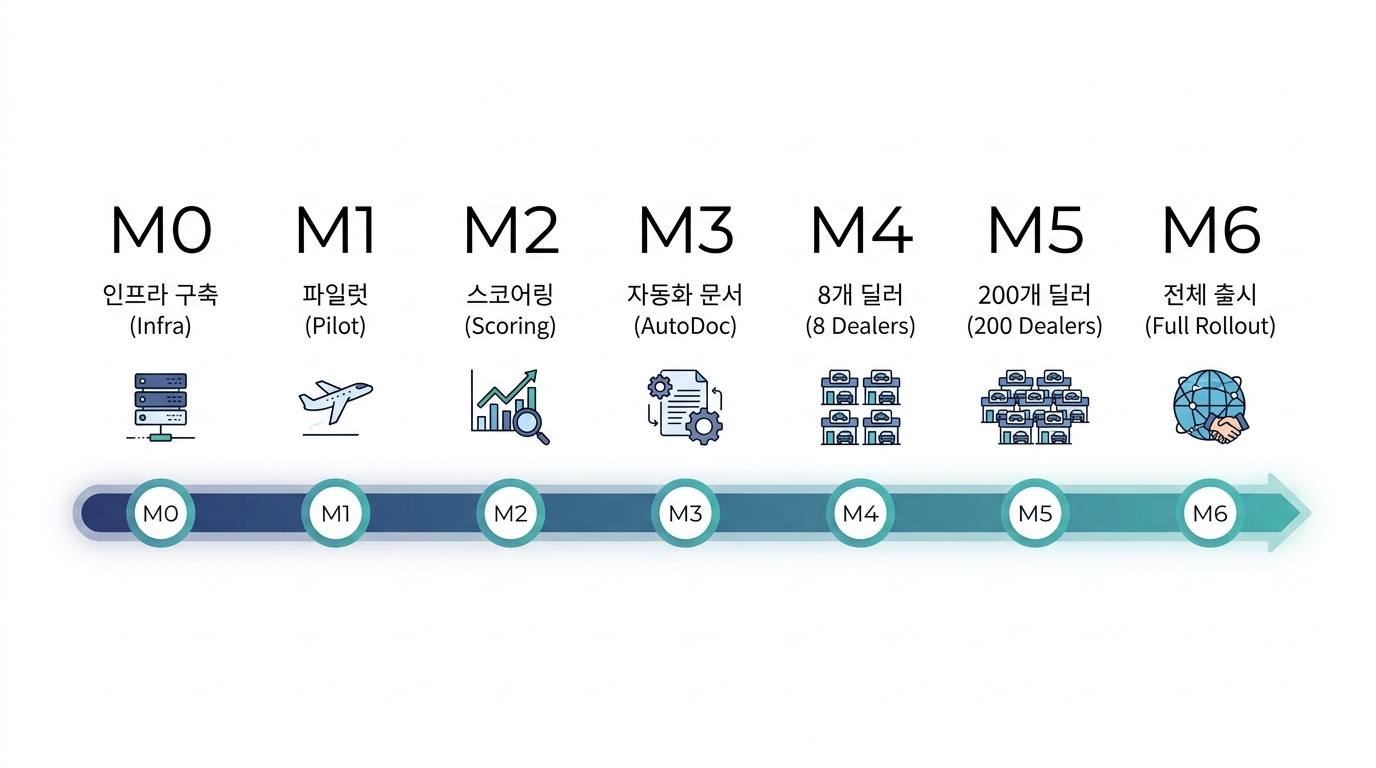 M0
인프라 구축
(Infra)
M1
파일럿
(Pilot)
M2
스코어링
(Scoring)
M3
자동화 문서
(AutoDoc)
M4
8개 딜러
(8 Dealers)
M5
200개 딜러
(200 Dealers)
M6
전체 출시
(Full Rollout)
M0
M1
M2
M3
M4
M5
M6